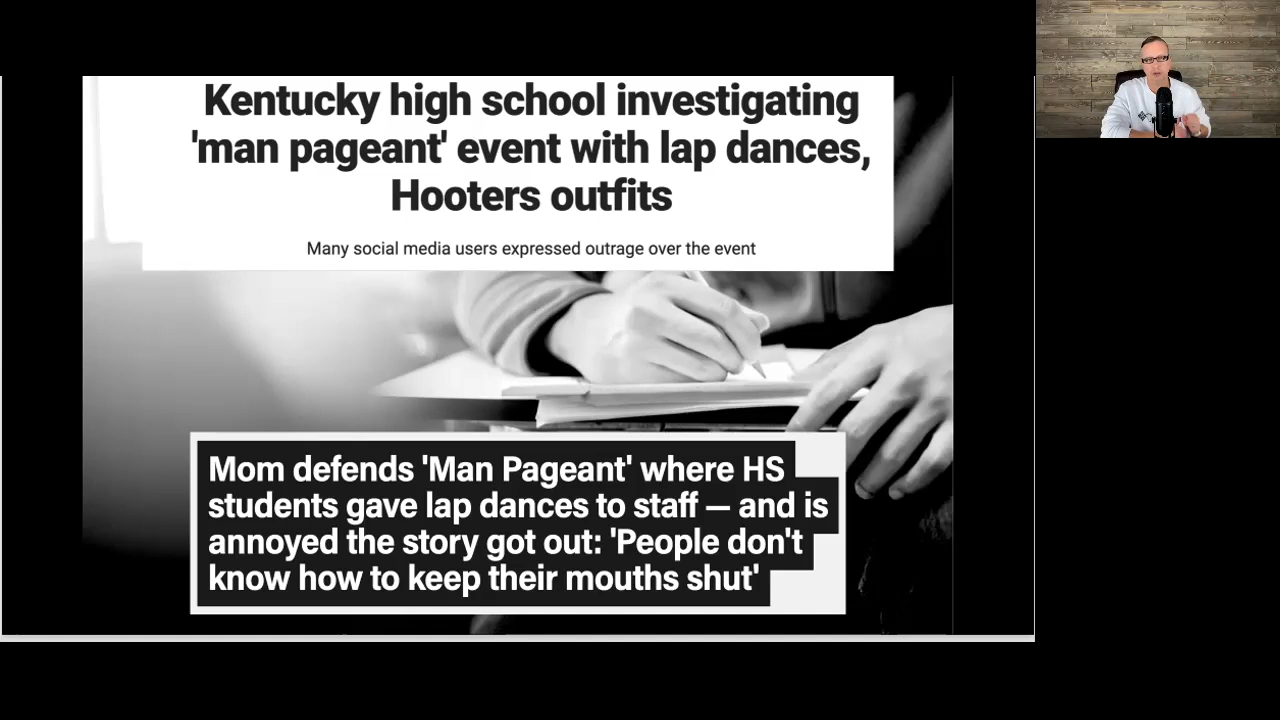 Kentucky high school investigating
'man pageant' event with lap dances,
Hooters outfits
Many social media users expressed outrage over the event
Mom defends 'Man Pageant' where HS
students gave lap dances to staff — and is
annoyed the story got out: 'People don't
know how to keep their mouths shut'